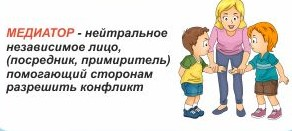 МЕДИАТОР - нейтральное
независимое лицо,
(посредник, примиритель)
помогающий сторонам
разрешить конфликт